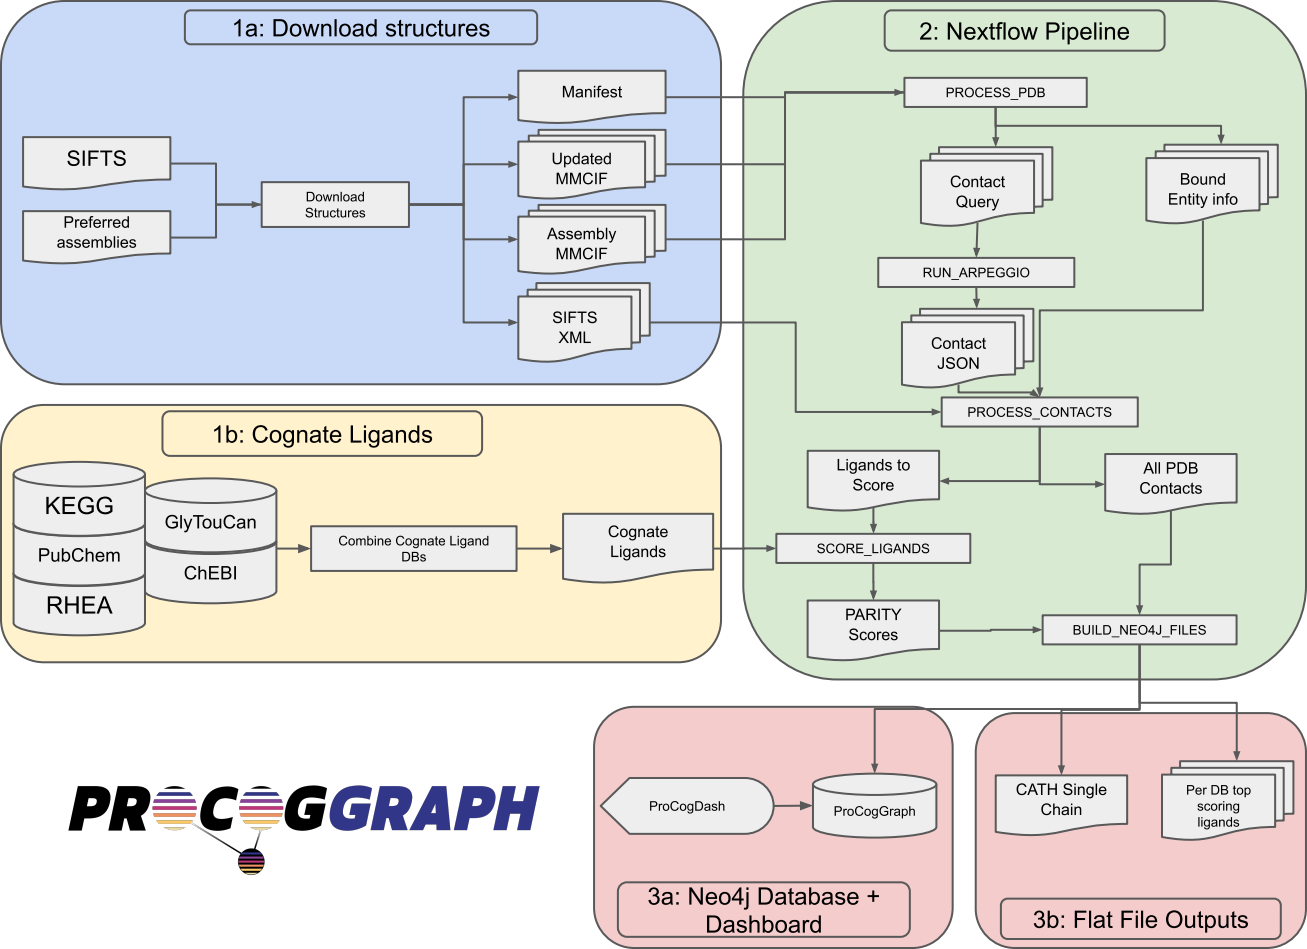 1a: Download structures
SIFTS
Preferred
assemblies
Download
Structures
Manifest
Updated
MMCIF
Assembly
MMCIF
SIFTS
XML
1b: Cognate Ligands
KEGG
PubChem
RHEA
GlyTouCan
ChEBI
Combine Cognate Ligand
DBs
Cognate
Ligands
2: Nextflow Pipeline
PROCESS_PDB
Contact
Query
Bound
Entity info
RUN_ARPEGGIO
Contact
JSON
PROCESS_CONTACTS
Ligands to
Score
All PDB
Contacts
SCORE_LIGANDS
PARITY
Scores
BUILD_NEO4J_FILES
PROCOGGRAPH
ProCogDash
ProCogGraph
3a: Neo4j Database +
Dashboard
CATH Single
Chain
Per DB top
scoring
ligands
3b: Flat File Outputs